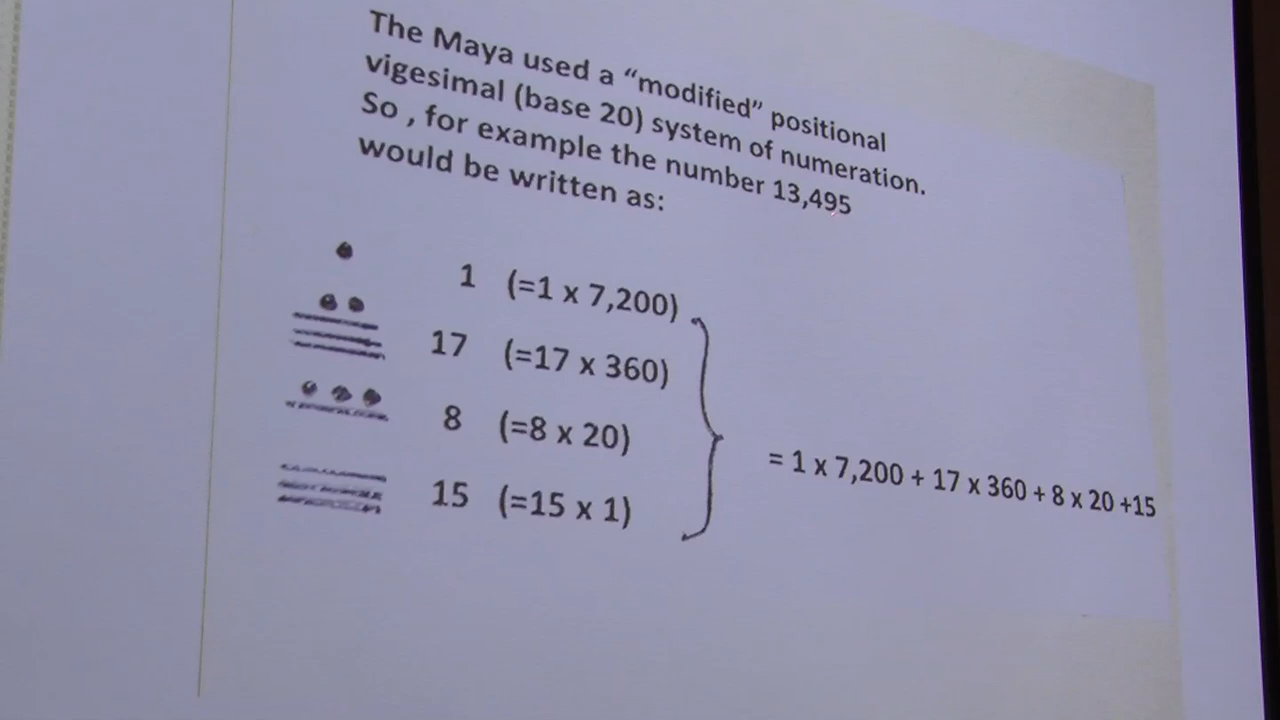 The Maya used a “modified” positional
vigesimal (base 20) system of numeration.
So , for example the number 13,495
would be written as:
1 (=1 x 7,200)
17 (=17 x 360)
8 (=8 x 20)
15 (=15 x 1)
= 1 x 7,200 + 17 x 360 + 8 x 20 +15